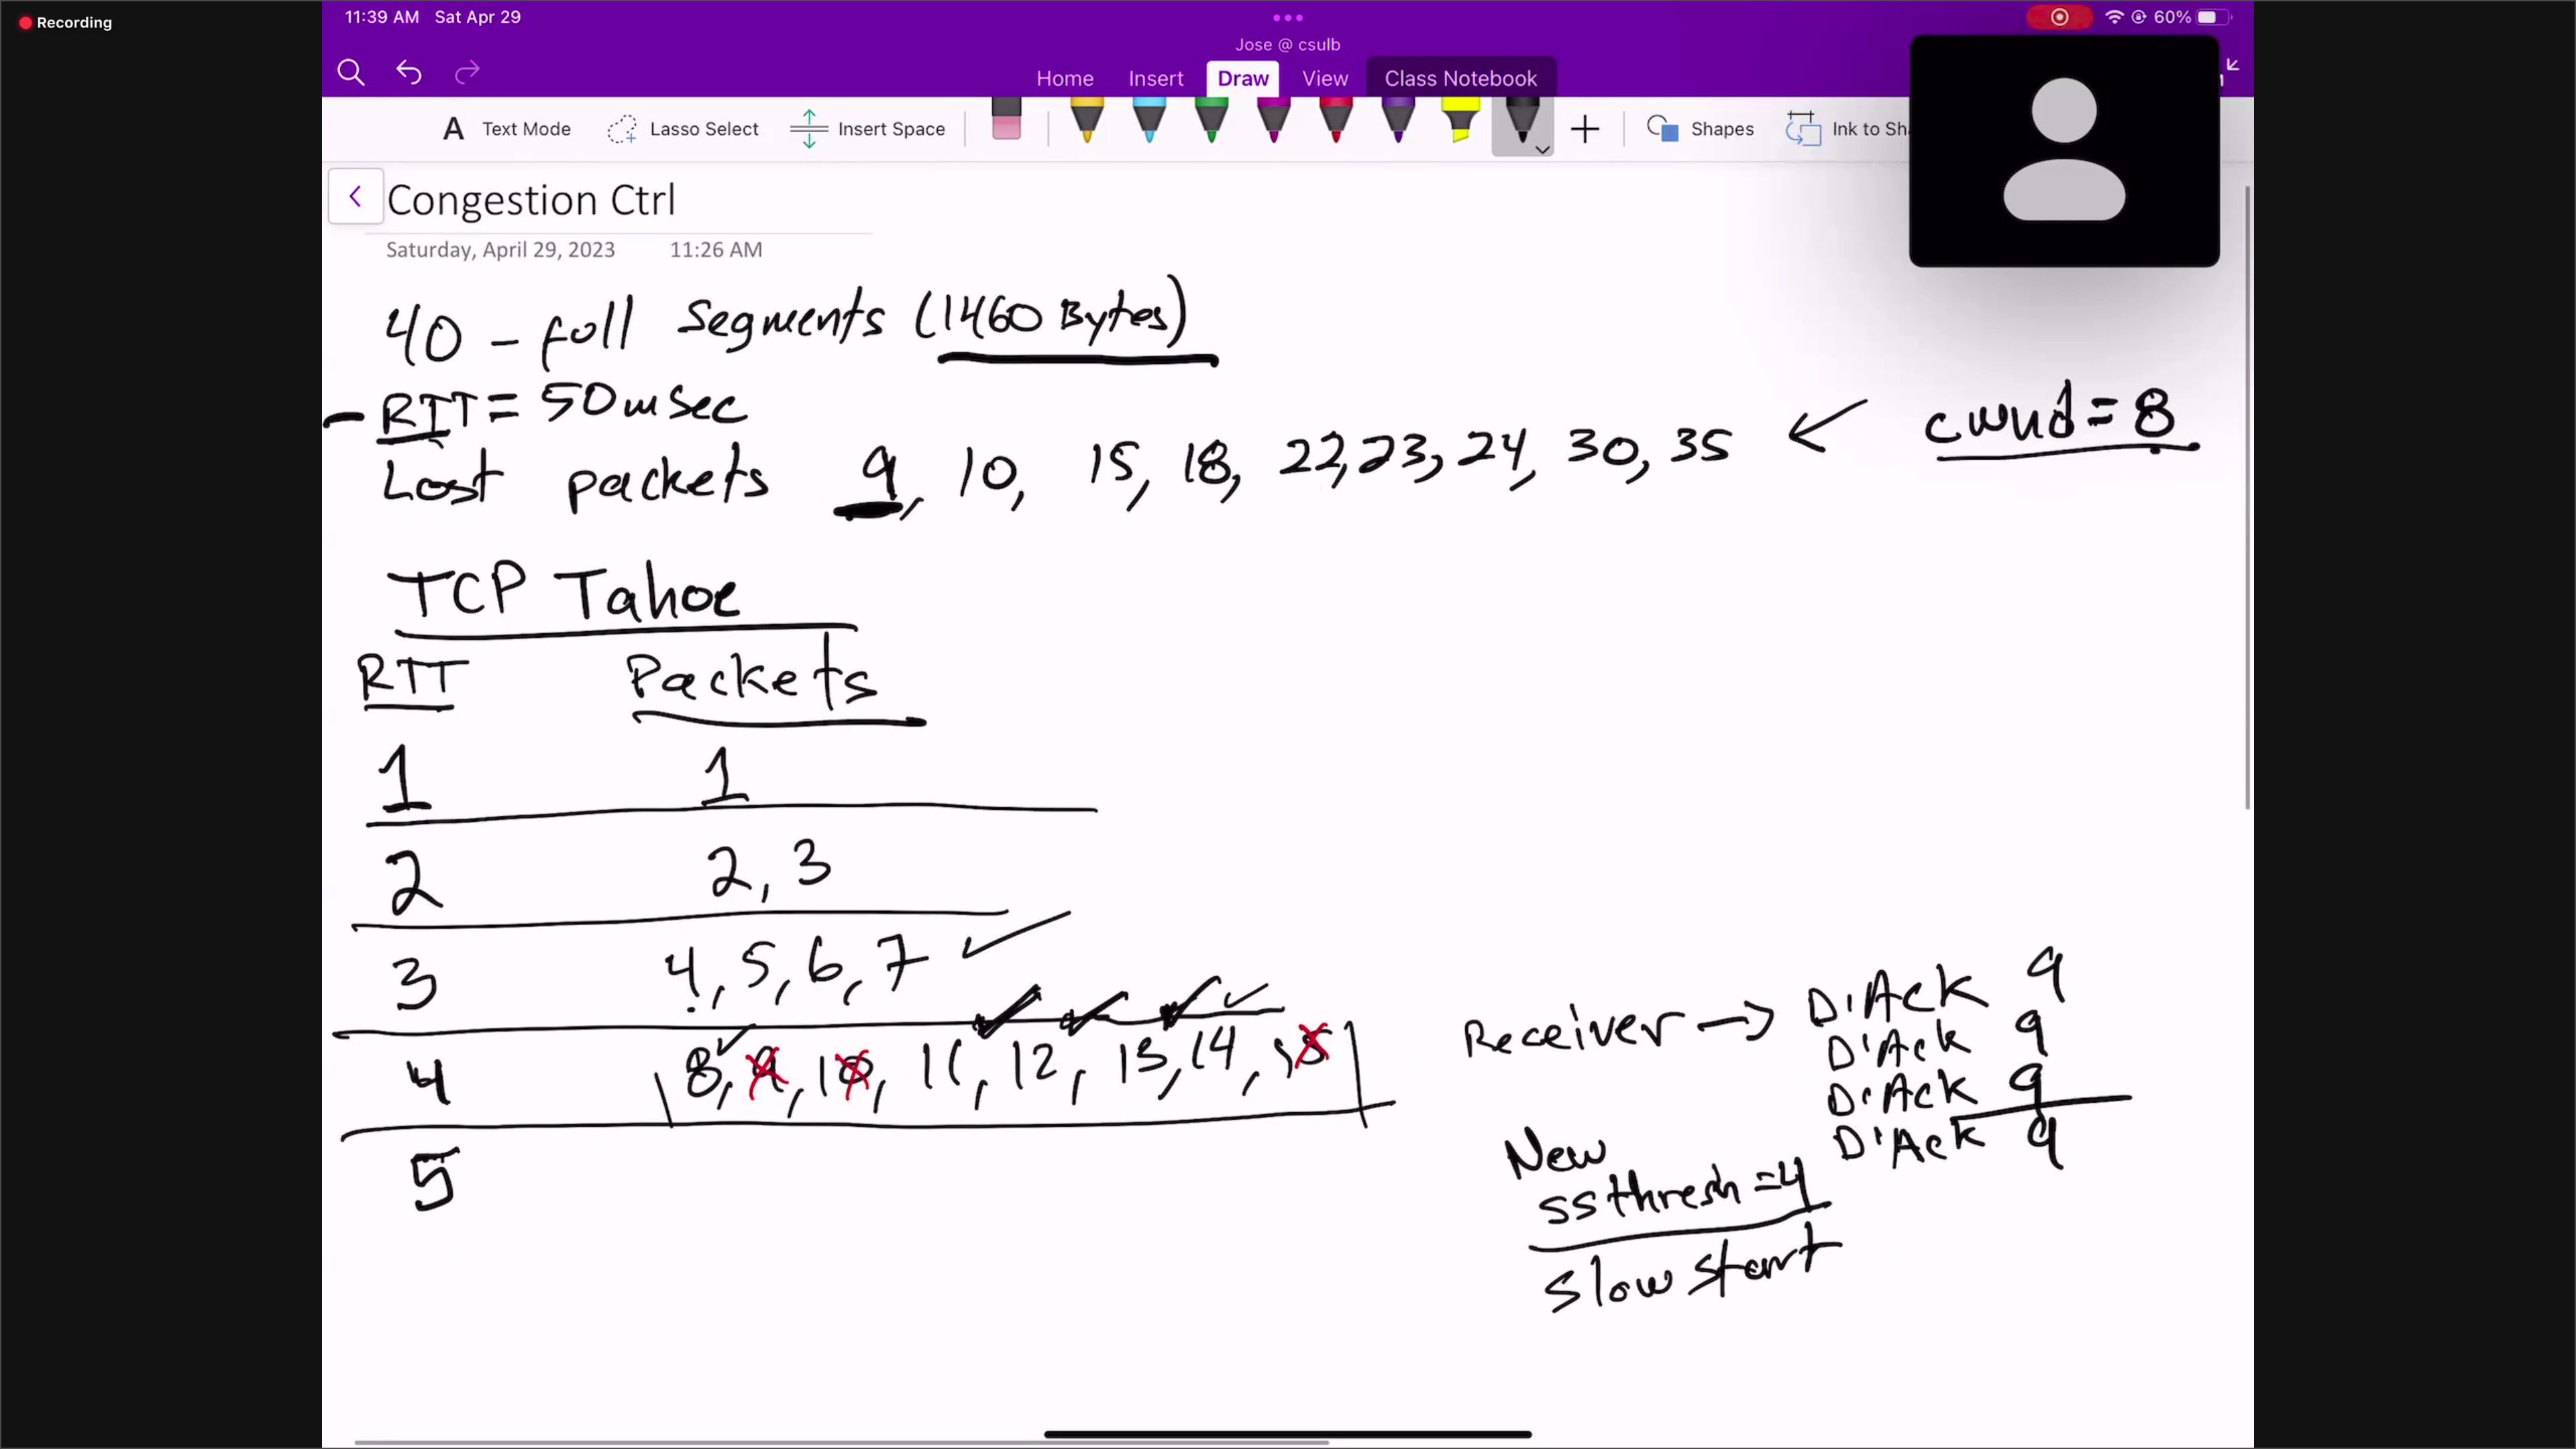 Recording
11:39 AM Sat Apr 29
60%
Jose @ csulb
Home Insert Draw View Class Notebook
A Text Mode Lasso Select Insert Space Shapes Ink to Sha
Congestion Ctrl
Saturday, April 29, 2023 11:26 AM
40 - full Segments (1460 Bytes)
- RTT = 50msec
cwnd = 8
Lost packets 9, 10, 15, 18, 22, 23, 24, 30, 35
TCP Tahoe
RTT Packets
1 1
2 2, 3
3 4, 5, 6, 7
4 8, 9, 10, 11, 12, 13, 14, 15
5
Receiver → D'Ack 9
D'Ack 9
D'Ack 9
D'Ack 9
New
ssthresh = 4
Slow start